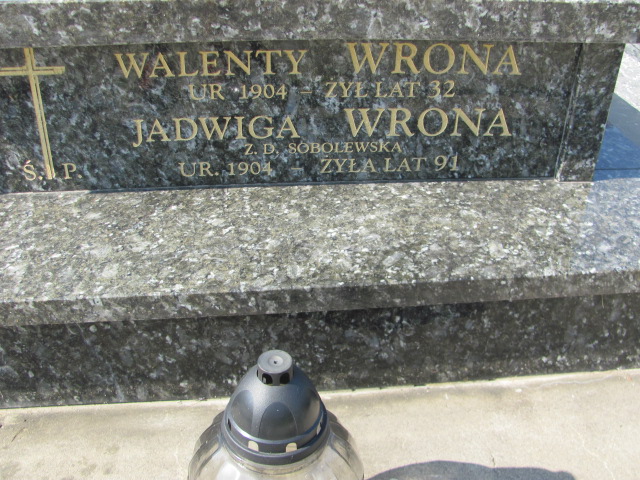 WALENTY WRONA
UR. 1904 - ŻYŁ LAT 32
JADWIGA WRONA
Z.D. SOBOLEWSKA
Ś. P UR. 1904 - ŻYŁA LAT 91